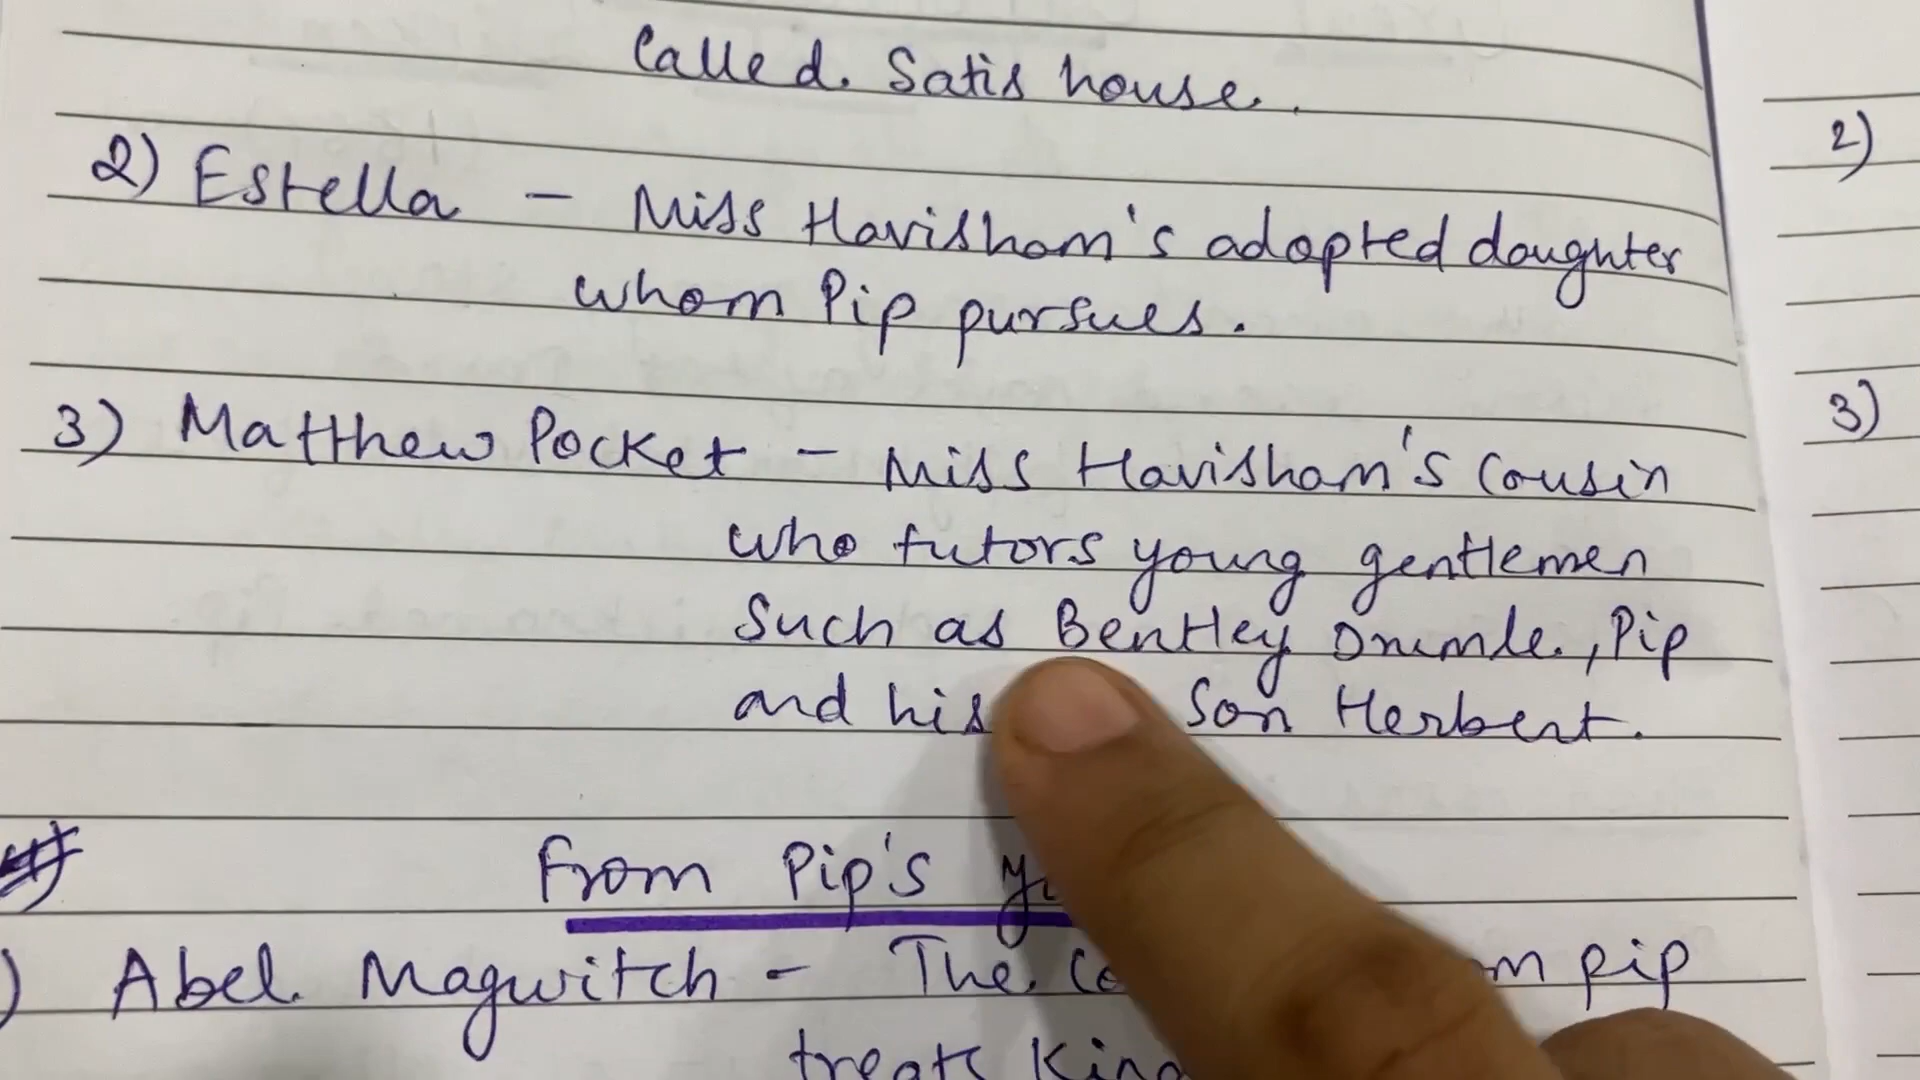 Called. Satis house.
2) Estella - Miss Havisham's adopted daughter
whom Pip pursues.
3) Matthew Pocket - Miss Havisham's Cousin
who tutors young gentlemen
Such as Bentley Drumle, Pip
and his Son Herbert.
From Pip's
) Abel Magwitch - The pip
treats
2)
3)